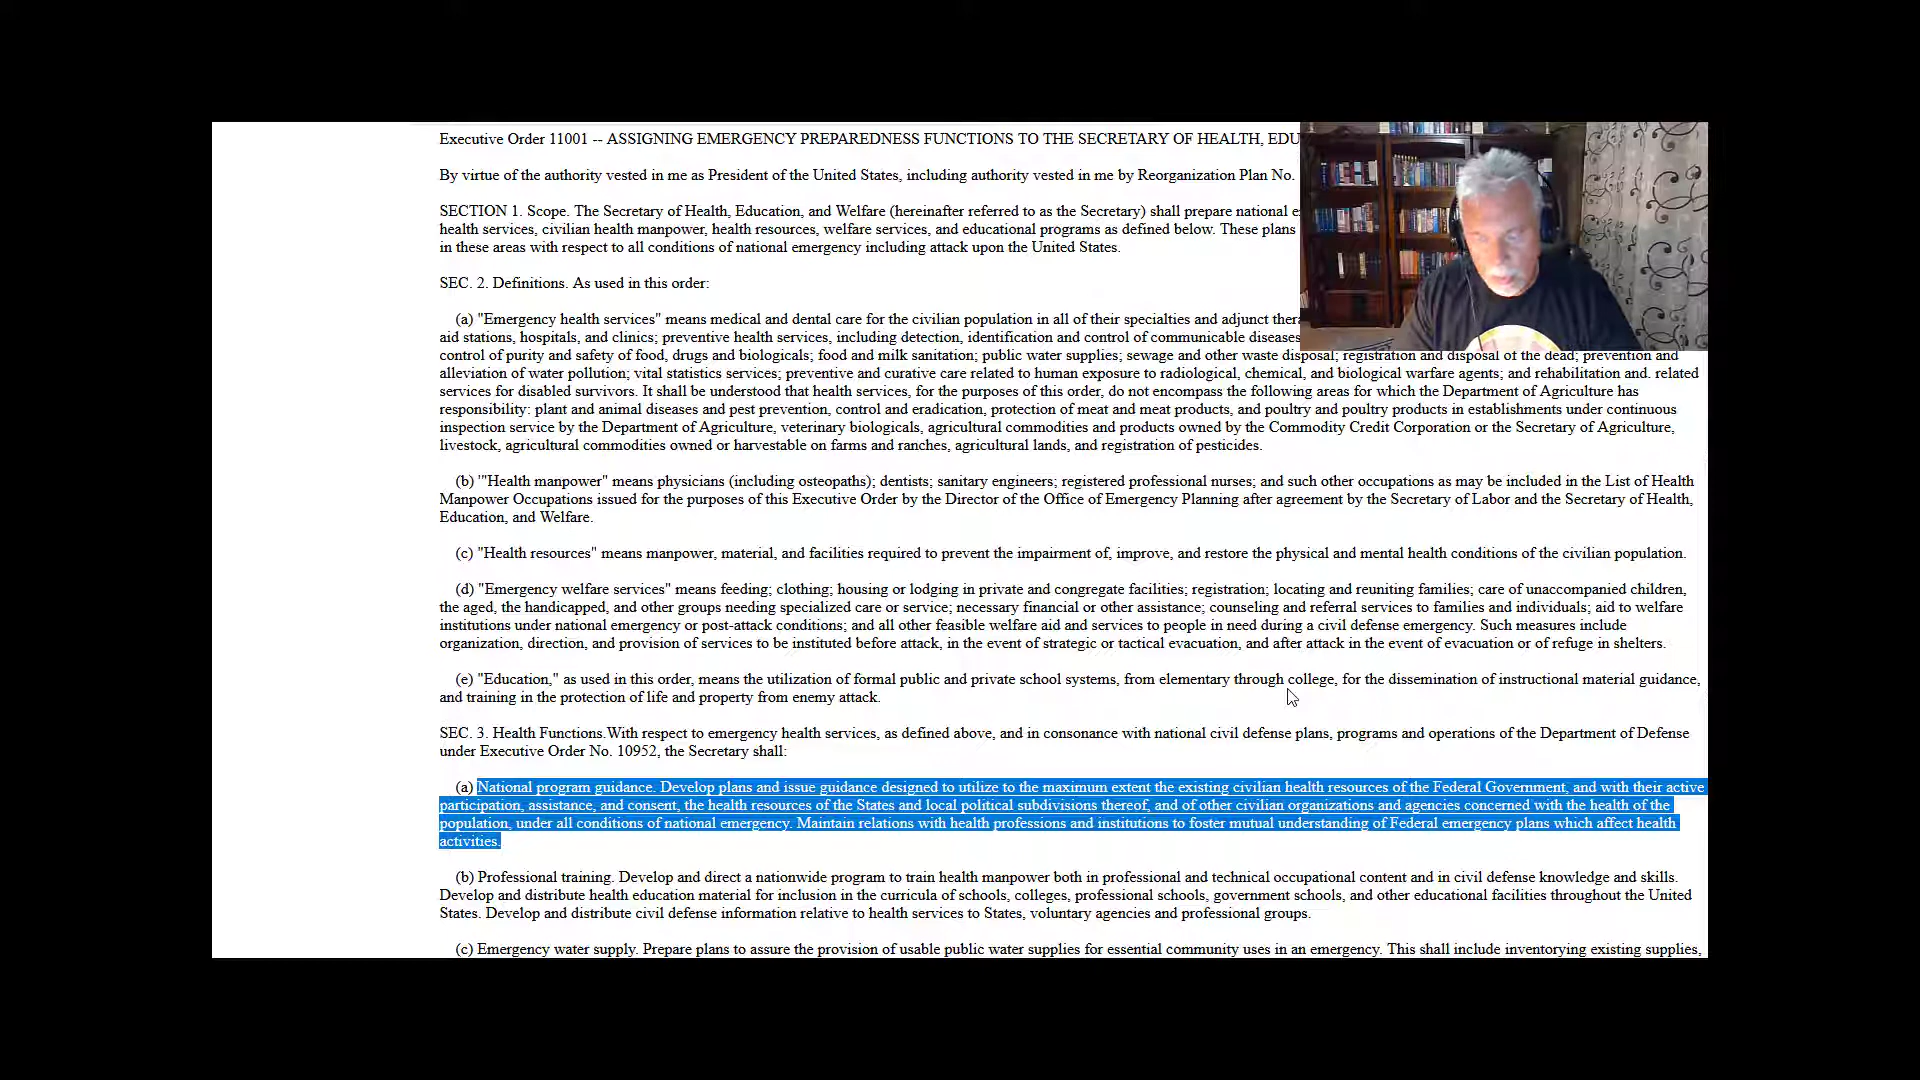 Executive Order 11001 -- ASSIGNING EMERGENCY PREPAREDNESS FUNCTIONS TO THE SECRETARY OF HEALTH,
By virtue of the authority vested in me as President of the United States, including authority vested in me by Reorganization Plan No.
SECTION 1. Scope. The Secretary of Health, Education, and Welfare (hereinafter referred to as the Secretary) shall prepare national
health services, civilian health manpower, health resources, welfare services, and educational programs as defined below. These plans
in these areas with respect to all conditions of national emergency including attack upon the United States.
SEC. 2. Definitions. As used in this order:
(a) "Emergency health services" means medical and dental care for the civilian population in all of their specialties and adjunct
aid stations, hospitals, and clinics; preventive health services, including detection, identification and control of communicable diseases
control of purity and safety of food, drugs and biologicals; food and milk sanitation; public water supplies; sewage and other waste disposal; registration and disposal of the dead; prevention and
alleviation of water pollution; vital statistics services; preventive and curative care related to human exposure to radiological, chemical, and biological warfare agents; and rehabilitation and. related
services for disabled survivors. It shall be understood that health services, for the purposes of this order, do not encompass the following areas for which the Department of Agriculture has
responsibility: plant and animal diseases and pest prevention, control and eradication, protection of meat and meat products, and poultry and poultry products in establishments under continuous
inspection service by the Department of Agriculture, veterinary biologicals, agricultural commodities and products owned by the Commodity Credit Corporation or the Secretary of Agriculture,
livestock, agricultural commodities owned or harvestable on farms and ranches, agricultural lands, and registration of pesticides.
(b) '"Health manpower" means physicians (including osteopaths); dentists; sanitary engineers; registered professional nurses; and such other occupations as may be included in the List of Health
Manpower Occupations issued for the purposes of this Executive Order by the Director of the Office of Emergency Planning after agreement by the Secretary of Labor and the Secretary of Health,
Education, and Welfare.
(c) "Health resources" means manpower, material, and facilities required to prevent the impairment of, improve, and restore the physical and mental health conditions of the civilian population.
(d) "Emergency welfare services" means feeding; clothing; housing or lodging in private and congregate facilities; registration; locating and reuniting families; care of unaccompanied children,
the aged, the handicapped, and other groups needing specialized care or service; necessary financial or other assistance; counseling and referral services to families and individuals; aid to welfare
institutions under national emergency or post-attack conditions; and all other feasible welfare aid and services to people in need during a civil defense emergency. Such measures include
organization, direction, and provision of services to be instituted before attack, in the event of strategic or tactical evacuation, and after attack in the event of evacuation or of refuge in shelters.
(e) "Education," as used in this order, means the utilization of formal public and private school systems, from elementary through college, for the dissemination of instructional material guidance,
and training in the protection of life and property from enemy attack.
SEC. 3. Health Functions.With respect to emergency health services, as defined above, and in consonance with national civil defense plans, programs and operations of the Department of Defense
under Executive Order No. 10952, the Secretary shall:
(a) National program guidance. Develop plans and issue guidance designed to utilize to the maximum extent the existing civilian health resources of the Federal Government, and with their active
participation, assistance, and consent, the health resources of the States and local political subdivisions thereof, and of other civilian organizations and agencies concerned with the health of the
population, under all conditions of national emergency. Maintain relations with health professions and institutions to foster mutual understanding of Federal emergency plans which affect health
activities.
(b) Professional training. Develop and direct a nationwide program to train health manpower both in professional and technical occupational content and in civil defense knowledge and skills.
Develop and distribute health education material for inclusion in the curricula of schools, colleges, professional schools, government schools, and other educational facilities throughout the United
States. Develop and distribute civil defense information relative to health services to States, voluntary agencies and professional groups.
(c) Emergency water supply. Prepare plans to assure the provision of usable public water supplies for essential community uses in an emergency. This shall include inventorying existing supplies,